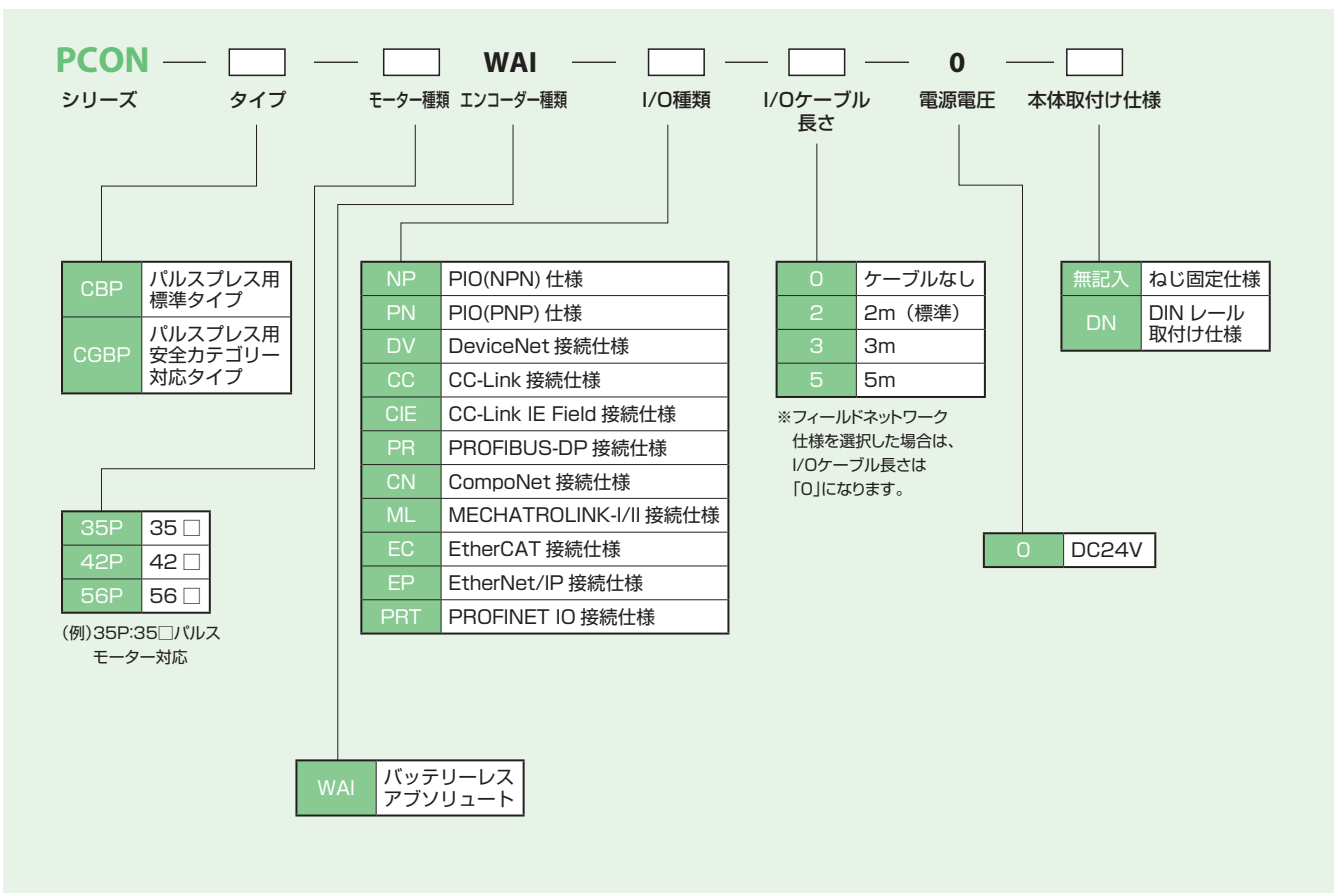 PCON — □ — □ WAI — □ — □ — 0 — □
シリーズ タイプ モーター種類 エンコーダー種類 I/O種類 I/Oケーブル 電源電圧 本体取付け仕様
長さ
CBP パルスプレス用
標準タイプ
CGBP パルスプレス用
安全カテゴリー
対応タイプ
35P 35 □
42P 42 □
56P 56 □
(例)35P:35□パルス
モーター対応
WAI バッテリーレス
アブソリュート
NP PIO(NPN) 仕様
PN PIO(PNP) 仕様
DV DeviceNet 接続仕様
CC CC-Link 接続仕様
CIE CC-Link IE Field 接続仕様
PR PROFIBUS-DP 接続仕様
CN CompoNet 接続仕様
ML MECHATROLINK-I/II 接続仕様
EC EtherCAT 接続仕様
EP EtherNet/IP 接続仕様
PRT PROFINET IO 接続仕様
0 ケーブルなし
2 2m（標準）
3 3m
5 5m
※フィールドネットワーク
仕様を選択した場合は、
I/Oケーブル長さは
「0」になります。
0 DC24V
無記入 ねじ固定仕様
DN DIN レール
取付け仕様